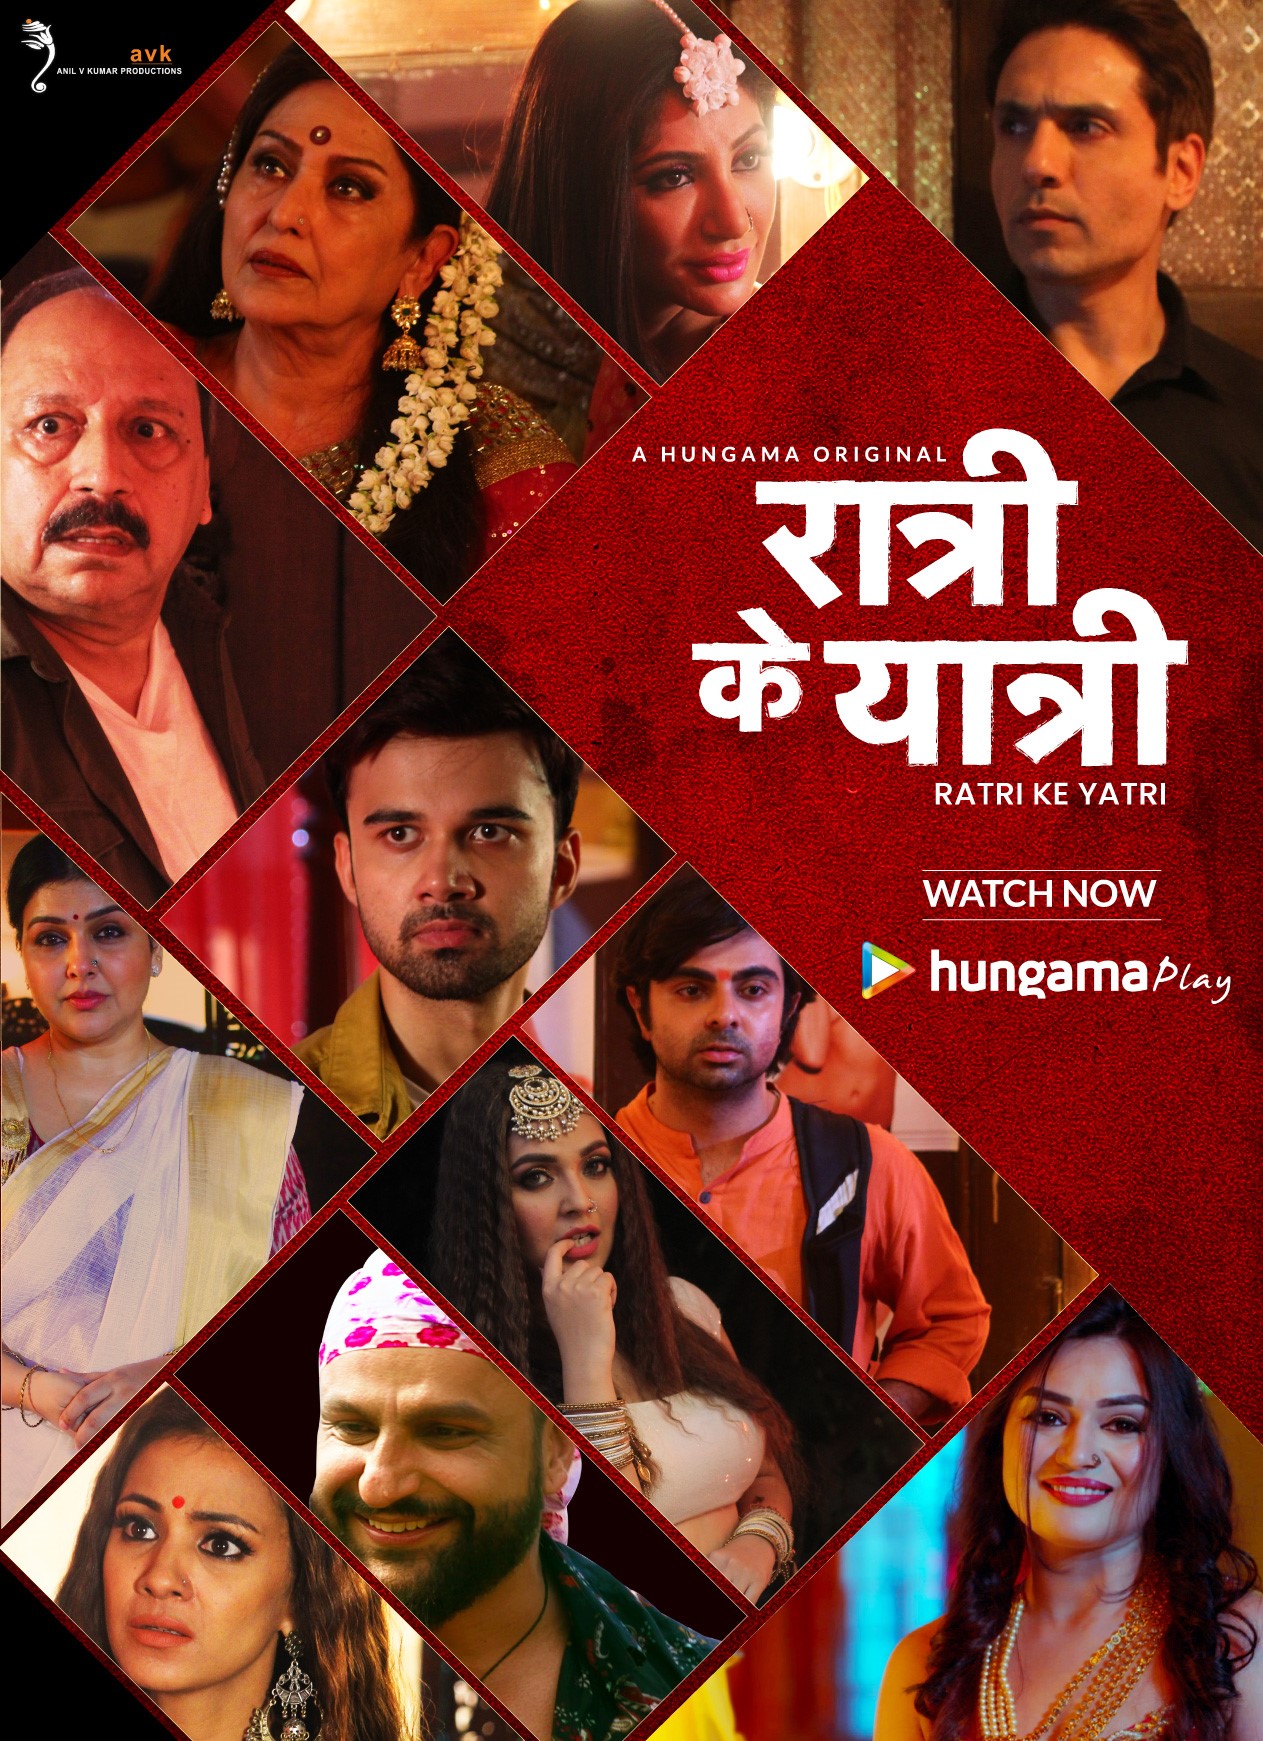 avk
ANIL V KUMAR PRODUCTIONS
A HUNGAMA ORIGINAL
रात्री
के यात्री
RATRI KE YATRI
WATCH NOW
hungama Play